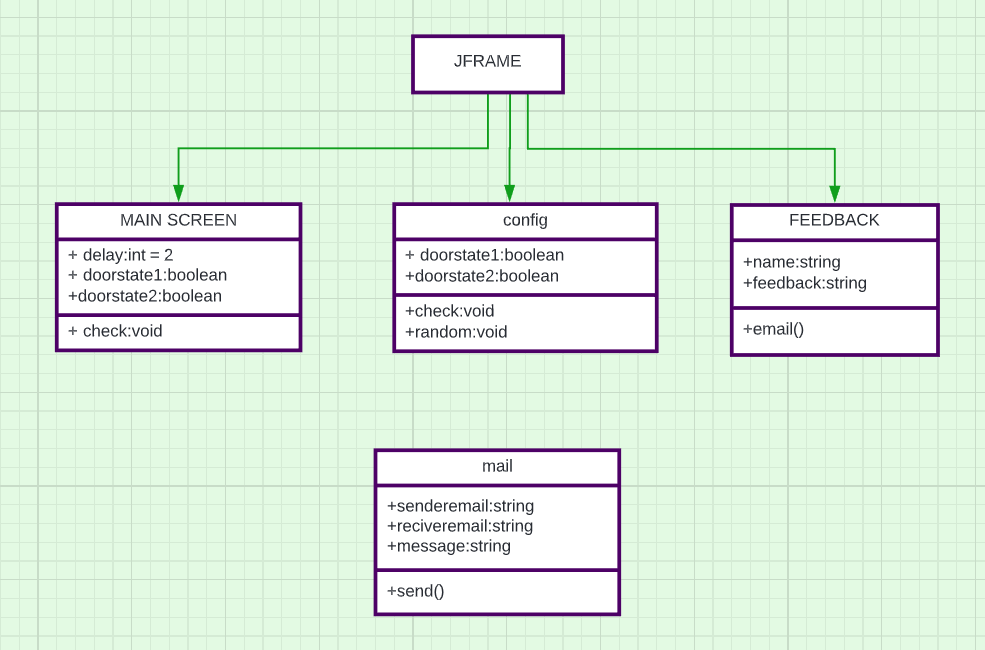 JFRAME
MAIN SCREEN
+ delay:int = 2
+ doorstate1:boolean
+doorstate2:boolean
+ check:void
config
+ doorstate1:boolean
+doorstate2:boolean
+check:void
+random:void
FEEDBACK
+name:string
+feedback:string
+email()
mail
+senderemail:string
+reciveremail:string
+message:string
+send()